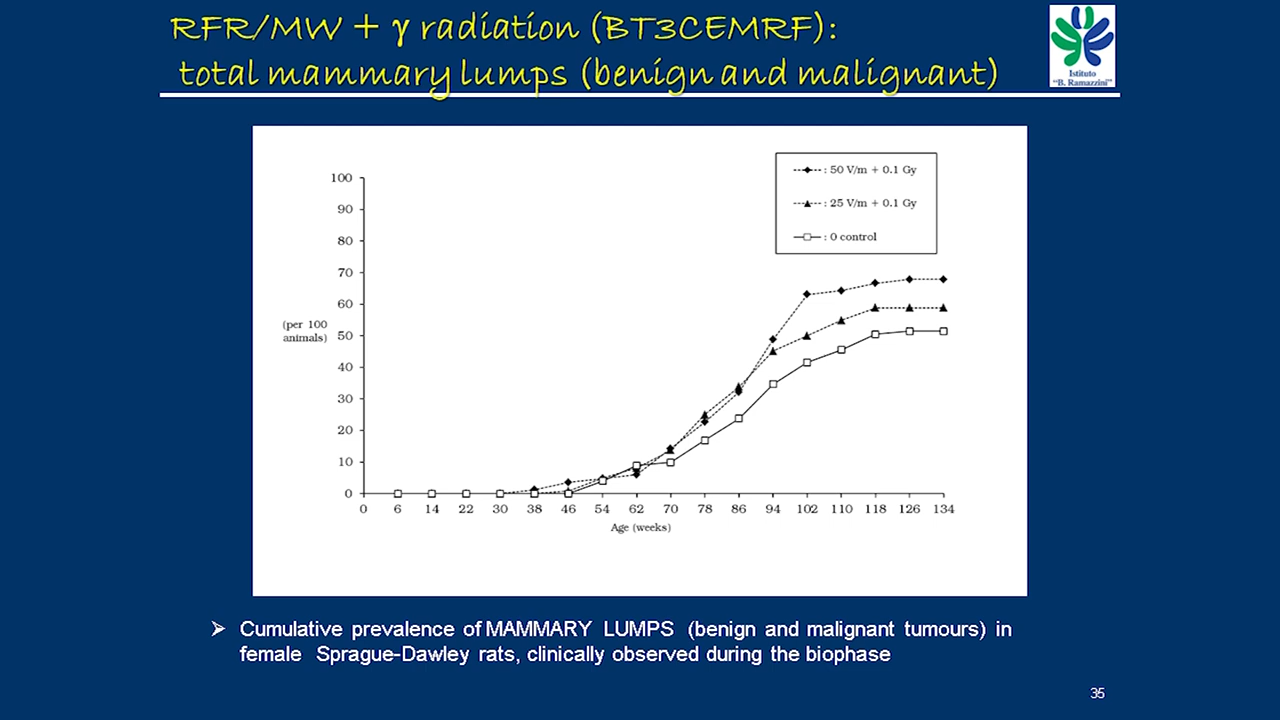 RFR/MW + γ radiation (BT3CEMRF):
total mammary lumps (benign and malignant)
Istituto
"B. Ramazzini"
: 50 V/m + 0.1 Gy
: 25 V/m + 0.1 Gy
: 0 control
100
90
80
70
60
50
40
30
20
10
0
(per 100
animals)
0 6 14 22 30 38 46 54 62 70 78 86 94 102 110 118 126 134
Age (weeks)
➢ Cumulative prevalence of MAMMARY LUMPS (benign and malignant tumours) in
female Sprague-Dawley rats, clinically observed during the biophase
35